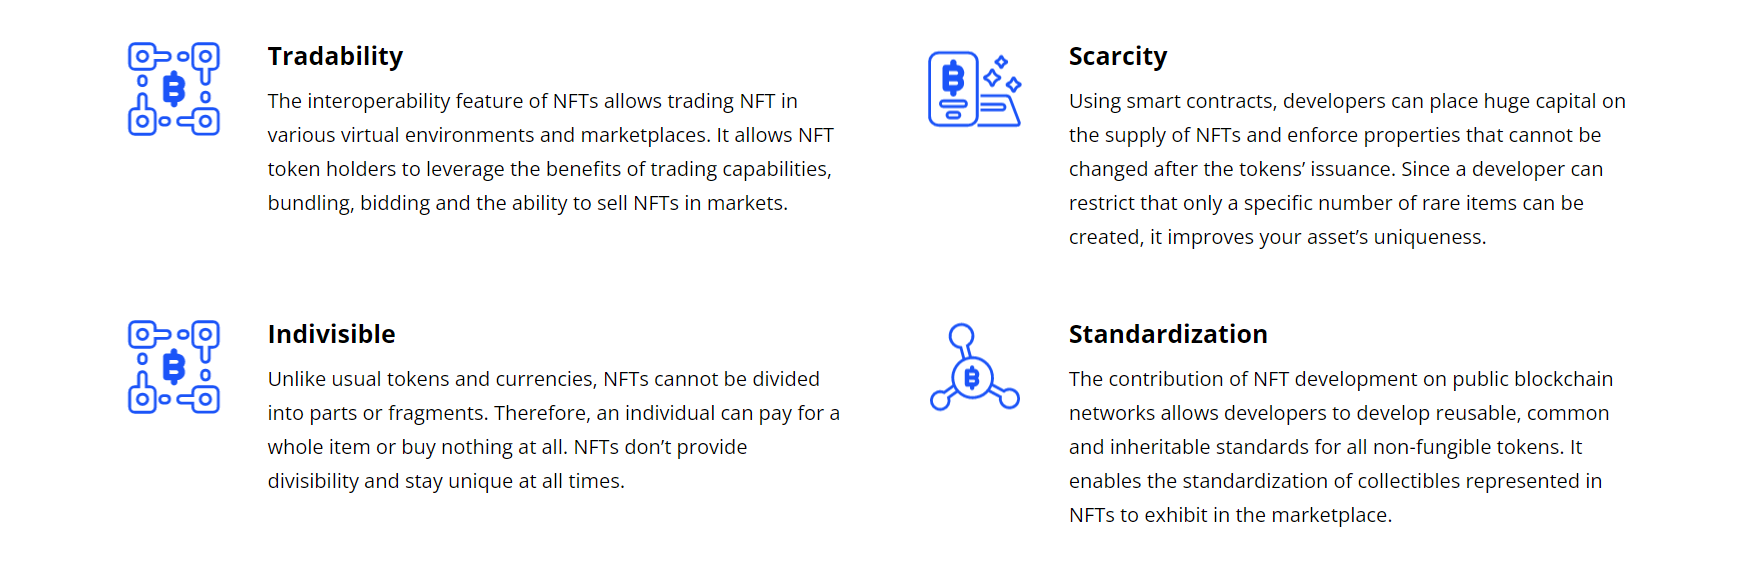 Tradability
The interoperability feature of NFTs allows trading NFT in
various virtual environments and marketplaces. It allows NFT
token holders to leverage the benefits of trading capabilities,
bundling, bidding and the ability to sell NFTs in markets.
Scarcity
Using smart contracts, developers can place huge capital on
the supply of NFTs and enforce properties that cannot be
changed after the tokens’ issuance. Since a developer can
restrict that only a specific number of rare items can be
created, it improves your asset’s uniqueness.
Indivisible
Unlike usual tokens and currencies, NFTs cannot be divided
into parts or fragments. Therefore, an individual can pay for a
whole item or buy nothing at all. NFTs don’t provide
divisibility and stay unique at all times.
Standardization
The contribution of NFT development on public blockchain
networks allows developers to develop reusable, common
and inheritable standards for all non-fungible tokens. It
enables the standardization of collectibles represented in
NFTs to exhibit in the marketplace.